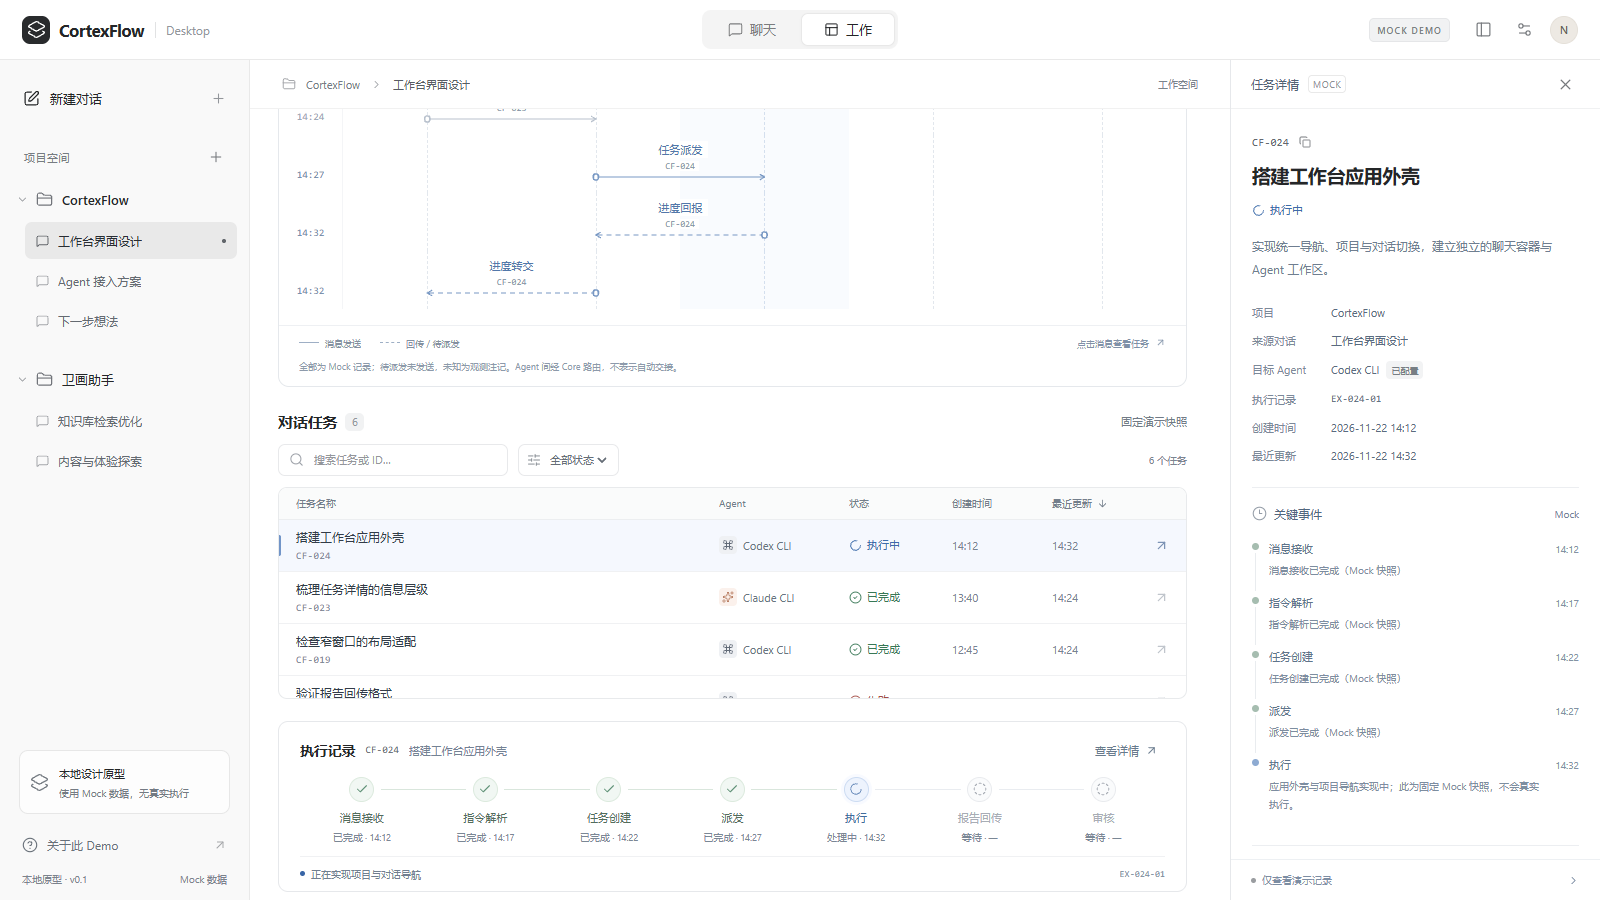 CortexFlow
Desktop
聊天
工作
MOCK DEMO
N
新建对话
项目空间
CortexFlow
工作台界面设计
Agent 接入方案
下一步想法
卫画助手
知识库检索优化
内容与体验探索
本地设计原型
使用 Mock 数据，无真实执行
关于此 Demo
本地原型 · v0.1
Mock 数据
CortexFlow
工作台界面设计
工作空间
14:24
任务派发
CF-024
14:27
进度回报
CF-024
14:32
进度转交
CF-024
14:32
消息发送
回传 / 待派发
点击消息查看任务
全部为 Mock 记录；待派发未发送，未知为观测注记。Agent 间经 Core 路由，不表示自动交接。
对话任务 6
固定演示快照
搜索任务或 ID...
全部状态
6 个任务
任务名称 Agent 状态 创建时间 最近更新
搭建工作台应用外壳
CF-024
Codex CLI 执行中 14:12 14:32
梳理任务详情的信息层级
CF-023
Claude CLI 已完成 13:40 14:24
检查窄窗口的布局适配
CF-019
Codex CLI 已完成 12:45 14:24
验证报告回传格式
执行记录 CF-024 搭建工作台应用外壳
查看详情
消息接收
已完成 · 14:12
指令解析
已完成 · 14:17
任务创建
已完成 · 14:22
派发
已完成 · 14:27
执行
处理中 · 14:32
报告回传
等待 · —
审核
等待 · —
正在实现项目与对话导航
EX-024-01
任务详情 MOCK
CF-024
搭建工作台应用外壳
执行中
实现统一导航、项目与对话切换，建立独立的聊天容器与
Agent 工作区。
项目 CortexFlow
来源对话 工作台界面设计
目标 Agent Codex CLI 已配置
执行记录 EX-024-01
创建时间 2026-11-22 14:12
最近更新 2026-11-22 14:32
关键事件 Mock
消息接收 14:12
消息接收已完成（Mock 快照）
指令解析 14:17
指令解析已完成（Mock 快照）
任务创建 14:22
任务创建已完成（Mock 快照）
派发 14:27
派发已完成（Mock 快照）
执行 14:32
应用外壳与项目导航实现中；此为固定 Mock 快照，不会真实
执行。
仅查看演示记录